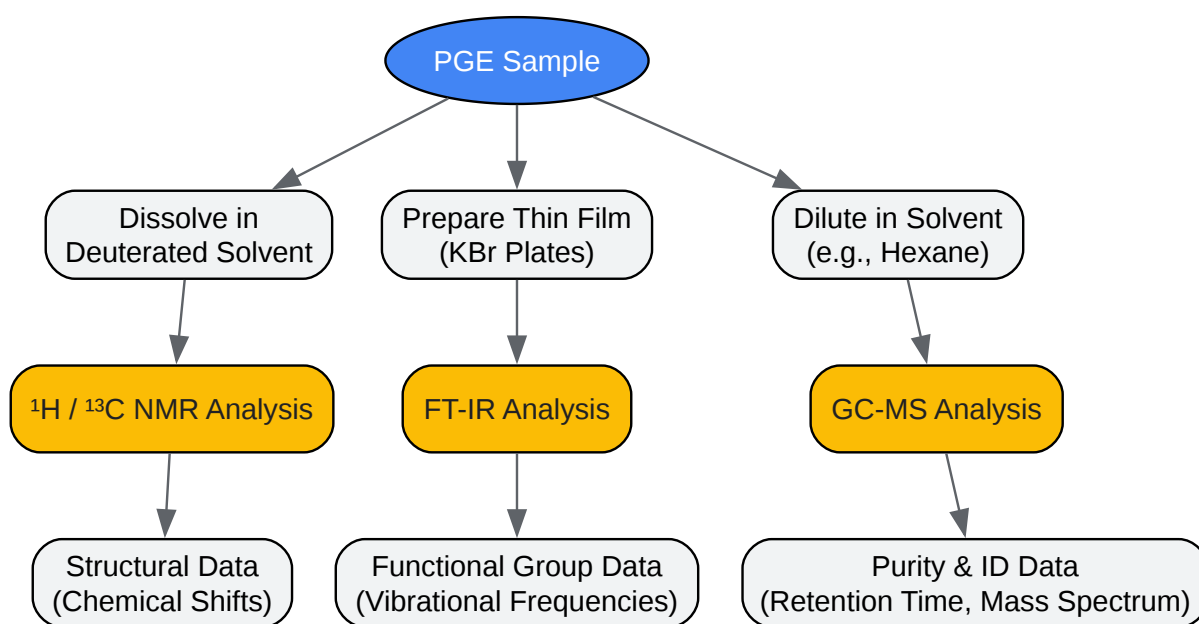 PGE Sample
Dissolve in
Deuterated Solvent
Prepare Thin Film
(KBr Plates)
Dilute in Solvent
(e.g., Hexane)
¹H / ¹³C NMR Analysis
FT-IR Analysis
GC-MS Analysis
Structural Data
(Chemical Shifts)
Functional Group Data
(Vibrational Frequencies)
Purity & ID Data
(Retention Time, Mass Spectrum)